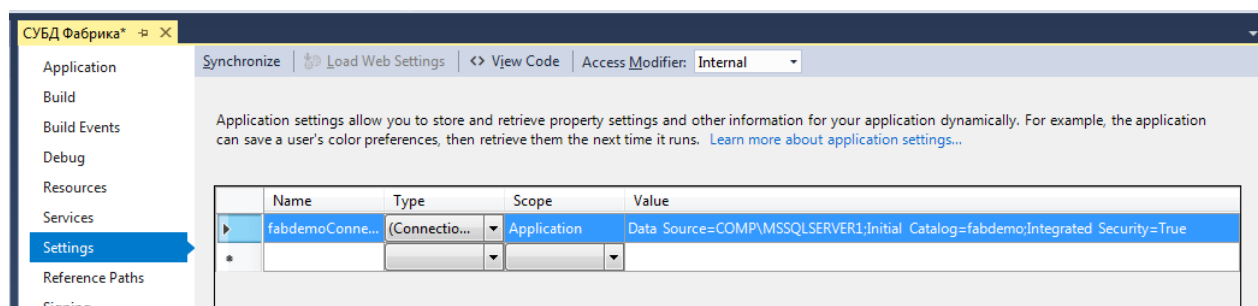 СУБД Фабрика*
Application
Synchronize Load Web Settings <> View Code Access Modifier: Internal
Build
Build Events
Application settings allow you to store and retrieve property settings and other information for your application dynamically. For example, the application
can save a user's color preferences, then retrieve them the next time it runs. Learn more about application settings...
Debug
Resources
Services
Settings
Reference Paths
Signing
Name Type Scope Value
fabdemoConne... (Connectio... Application Data Source=COMP\MSSQLSERVER1;Initial Catalog=fabdemo;Integrated Security=True